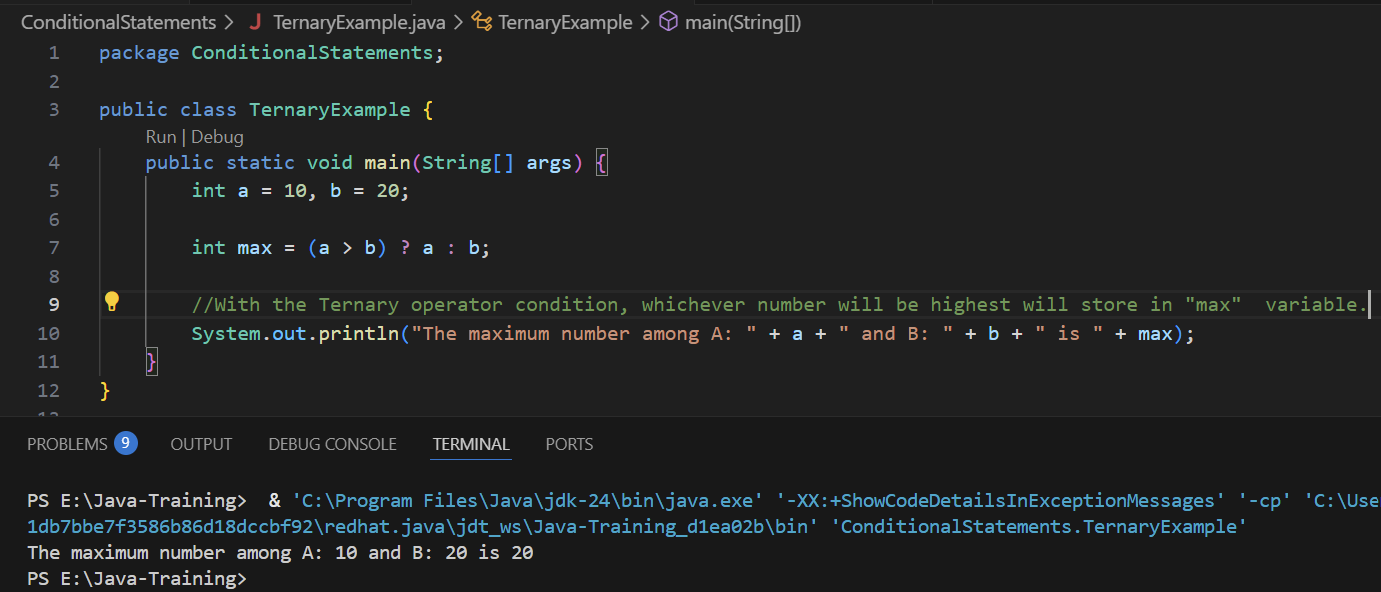 ConditionalStatements > J TernaryExample.java > TernaryExample > main(String[])
1 package ConditionalStatements;
2
3 public class TernaryExample {
Run | Debug
4 public static void main(String[] args) {
5 int a = 10, b = 20;
6
7 int max = (a > b) ? a : b;
8
9 //With the Ternary operator condition, whichever number will be highest will store in "max"  variable.
10 System.out.println("The maximum number among A: " + a + " and B: " + b + " is " + max);
11 }
12 }
PROBLEMS 9 OUTPUT DEBUG CONSOLE TERMINAL PORTS
PS E:\Java-Training>  & 'C:\Program Files\Java\jdk-24\bin\java.exe' '-XX:+ShowCodeDetailsInExceptionMessages' '-cp' 'C:\Use
1db7bbe7f3586b86d18dccbf92\redhat.java\jdt_ws\Java-Training_d1ea02b\bin' 'ConditionalStatements.TernaryExample'
The maximum number among A: 10 and B: 20 is 20
PS E:\Java-Training>